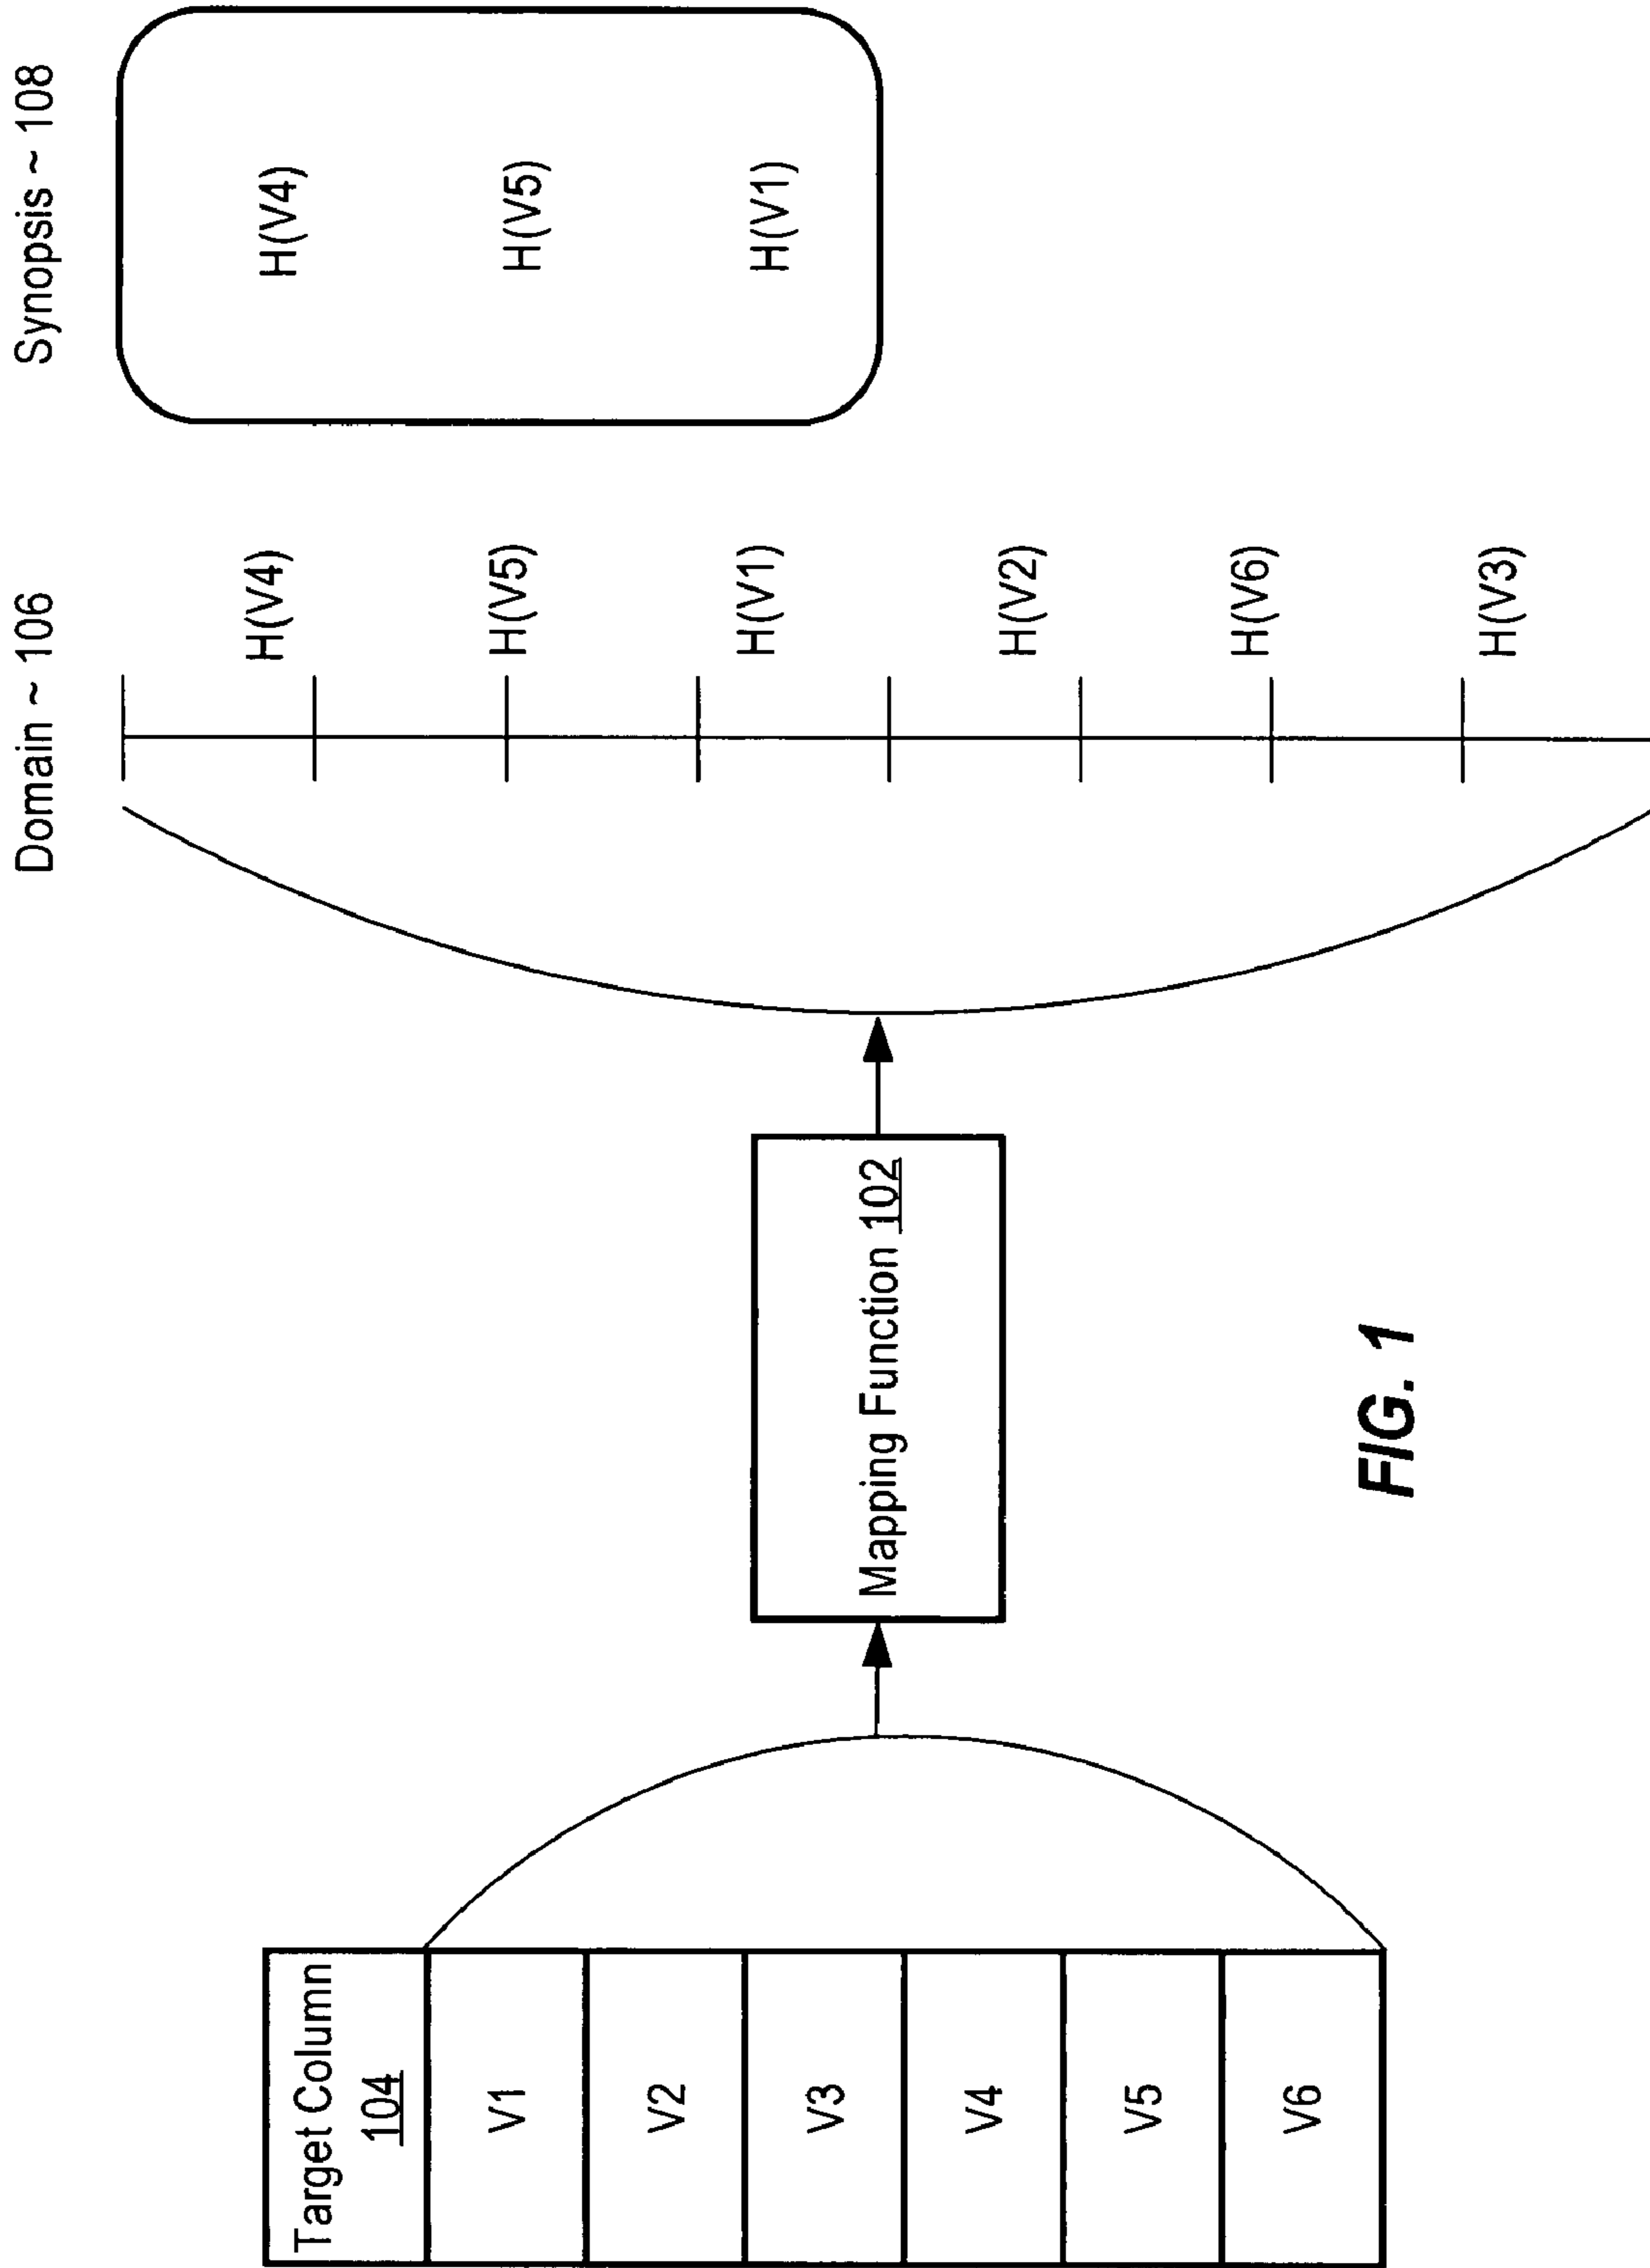 Target Column
104
V1
V2
V3
V4
V5
V6
Mapping Function 102
Domain ~ 106
H(V4)
H(V5)
H(V1)
H(V2)
H(V6)
H(V3)
Synopsis ~ 108
H(V4)
H(V5)
H(V1)
FIG. 1